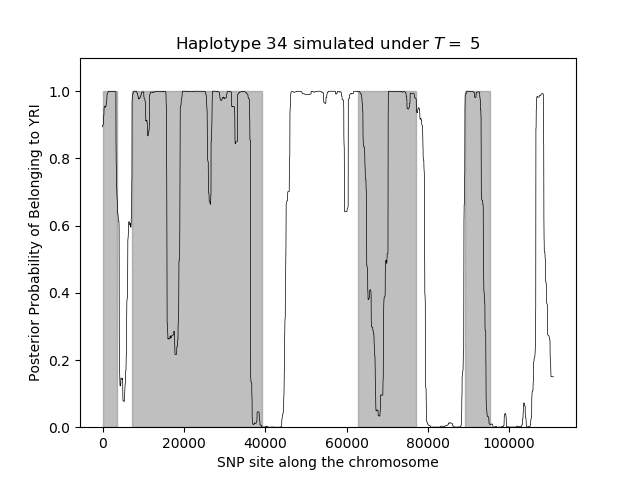 Haplotype 34 simulated under T = 5
Posterior Probability of Belonging to YRI
1.0
0.8
0.6
0.4
0.2
0.0
0 20000 40000 60000 80000 100000
SNP site along the chromosome